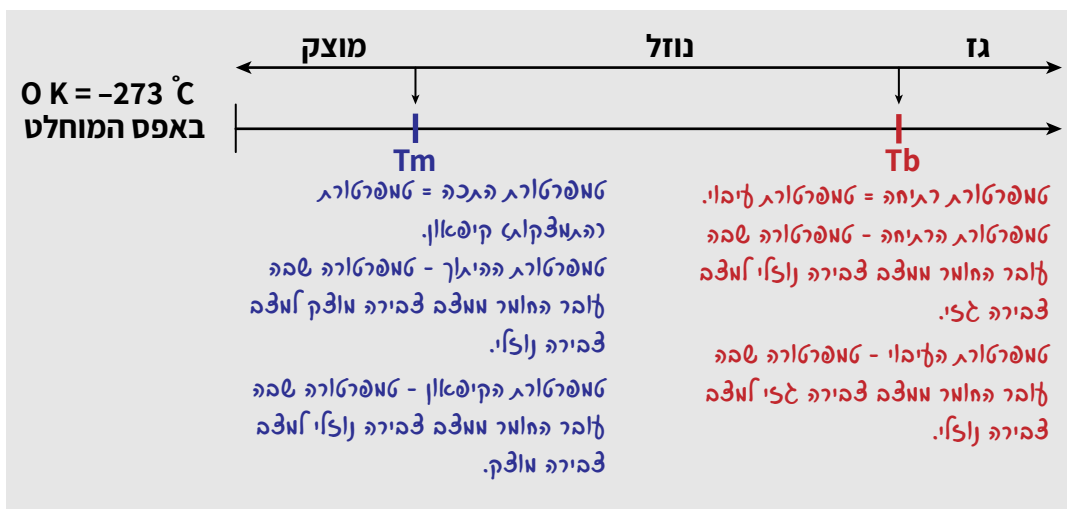 גז
נוזל
מוצק
O K = –273 °C
באפס המוחלט
Tm
Tb
טמפרטורת רתיחה = טמפרטורת עיבוי.
טמפרטורת הרתיחה - טמפרטורה שבה
עובר החומר ממצב צבירה נוזלי למצב
צבירה גזי.
טמפרטורת העיבוי - טמפרטורה שבה
עובר החומר ממצב צבירה גזי למצב
צבירה נוזלי.
טמפרטורת התכה = טמפרטורת
קיפאון.
טמפרטורת ההיתוך - טמפרטורה שבה
עובר החומר ממצב צבירה מוצק למצב
צבירה נוזלי.
טמפרטורת הקיפאון - טמפרטורה שבה
עובר החומר ממצב צבירה נוזלי למצב
צבירה מוצק.